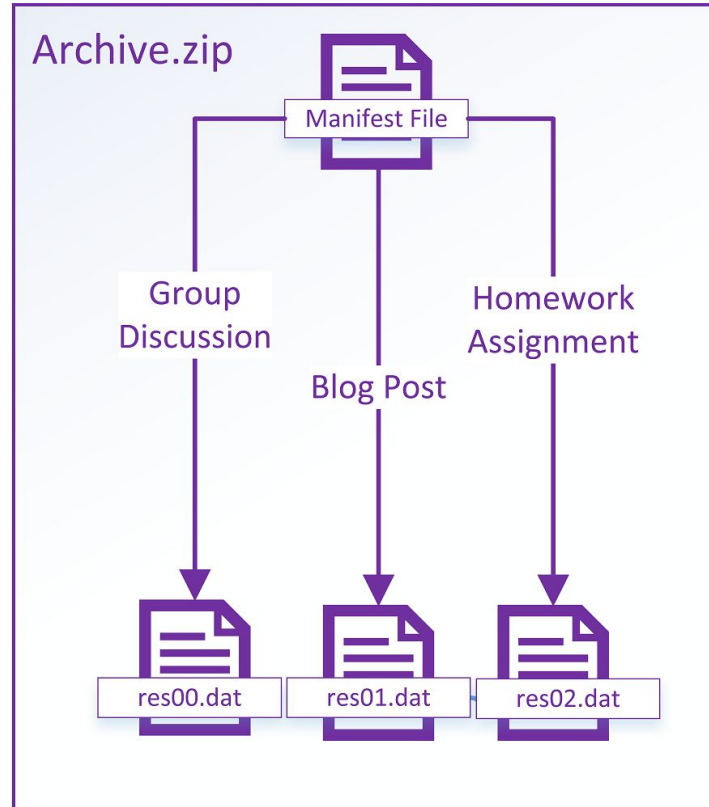 Archive.zip
Manifest File
Group
Discussion
Homework
Assignment
Blog Post
res00.dat
res01.dat
res02.dat